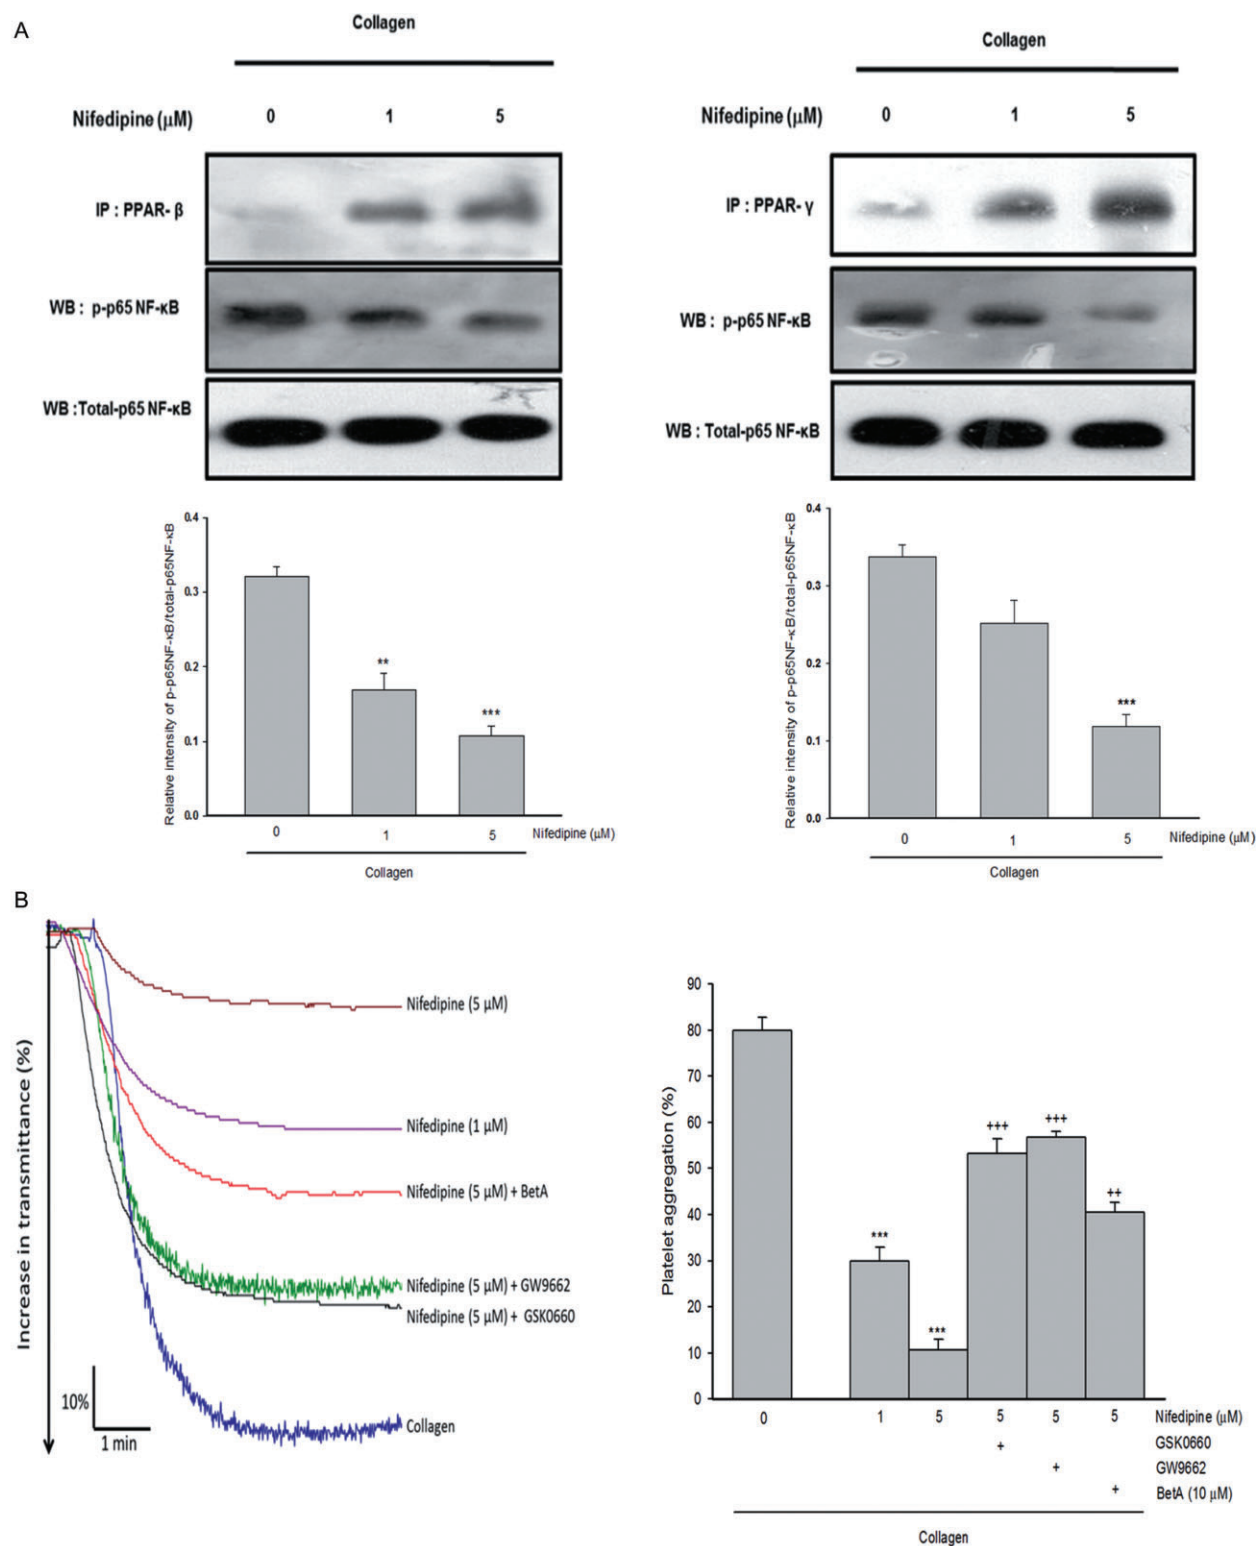 A
Collagen
Nifedipine (μM) 0 1 5
IP : PPAR- β
WB : p-p65 NF-κB
WB :Total-p65 NF-κB
Relative intensity of p-p65NF-κB/total-p65NF-κB
0.4
0.3
0.2
0.1
0.0
**
***
0 1 5 Nifedipine (μM)
Collagen
Collagen
Nifedipine (μM) 0 1 5
IP : PPAR- γ
WB : p-p65 NF-κB
WB : Total-p65 NF-κB
Relative intensity of p-p65NF-κB/total-p65NF-κB
0.4
0.3
0.2
0.1
0.0
***
0 1 5 Nifedipine (μM)
Collagen
B
Increase in transmittance (%)
Nifedipine (5 μM)
Nifedipine (1 μM)
Nifedipine (5 μM) + BetA
Nifedipine (5 μM) + GW9662
Nifedipine (5 μM) + GSK0660
Collagen
10%
1 min
Platelet aggregation (%)
90
80
70
60
50
40
30
20
10
0
***
***
+++
+++
++
0 1 5 5 5 5 Nifedipine (μM)
+ GSK0660
+ GW9662
+ BetA (10 μM)
Collagen